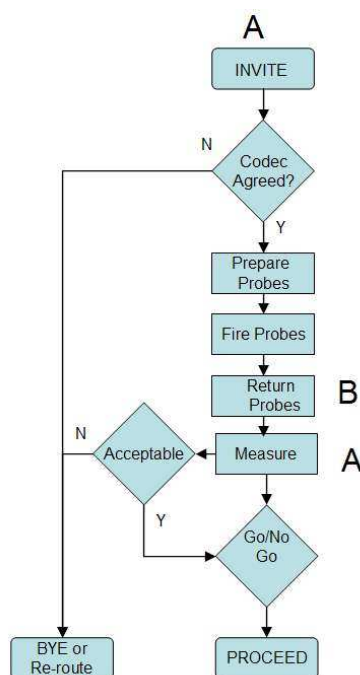 A
INVITE
N
Codec
Agreed?
Y
Prepare
Probes
Fire Probes
Return
Probes
B
N
Acceptable
Measure
A
Y
Go/No
Go
BYE or
Re-route
PROCEED